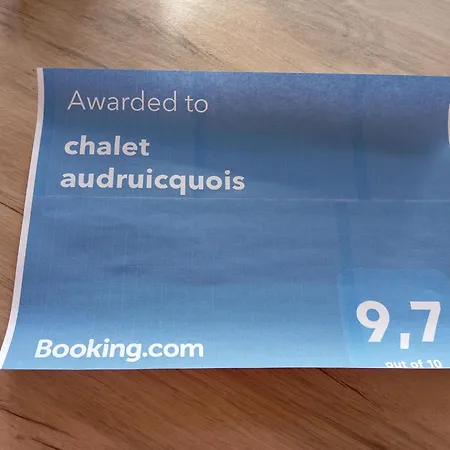 Awarded to
chalet
audruicquois
9,7
Booking.com
out of 10